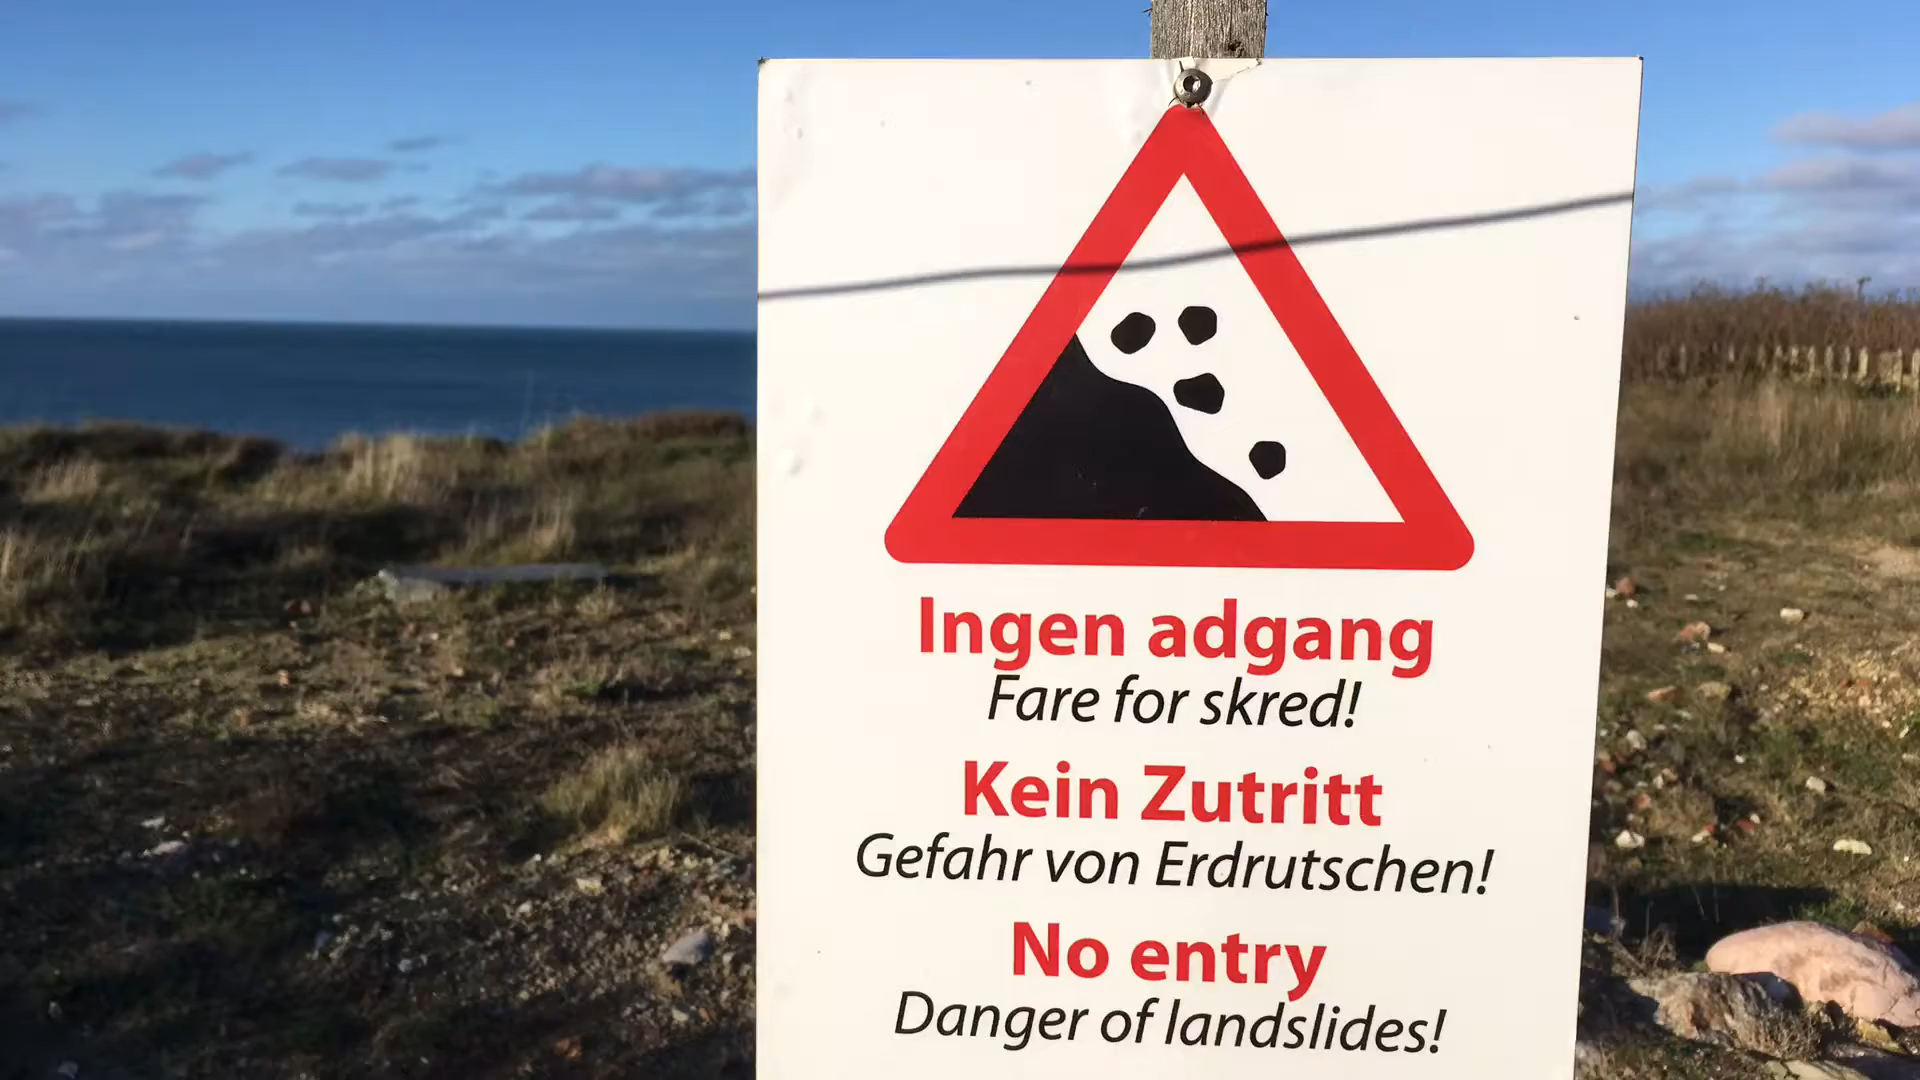 Ingen adgang
Fare for skred!
Kein Zutritt
Gefahr von Erdrutschen!
No entry
Danger of landslides!